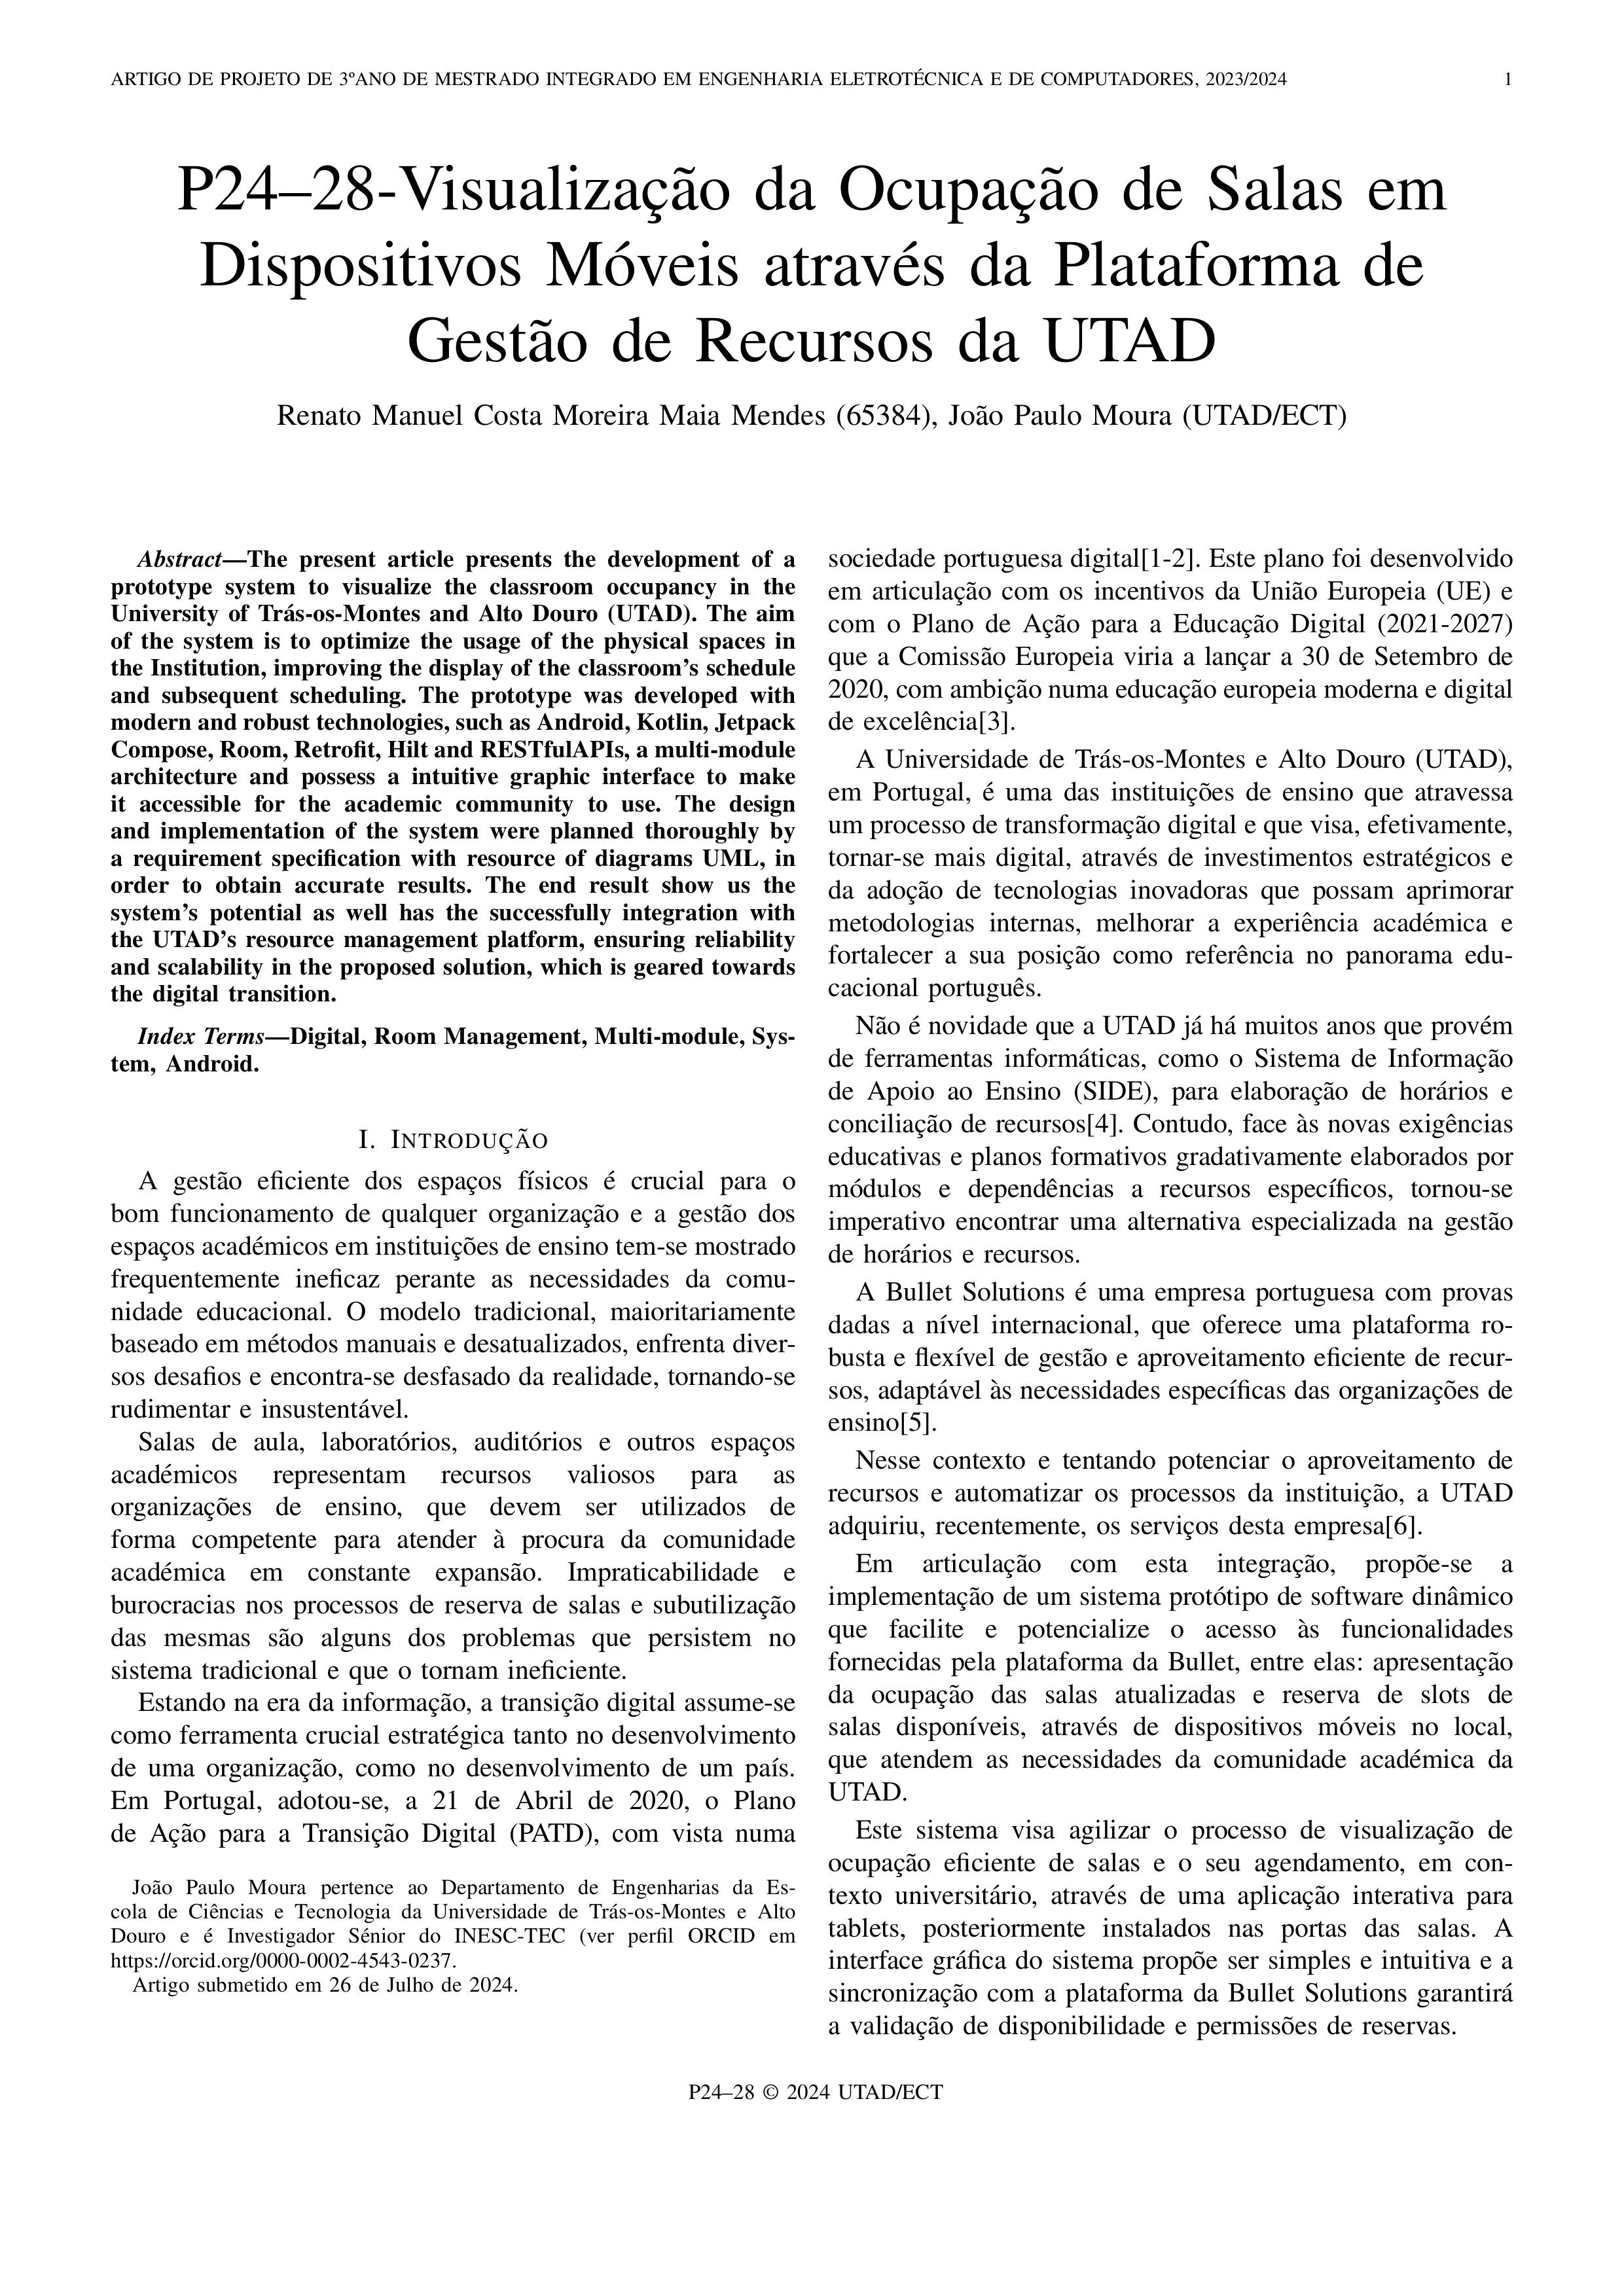 ARTIGO DE PROJETO DE 3ºANO DE MESTRADO INTEGRADO EM ENGENHARIA ELETROTÉCNICA E DE COMPUTADORES, 2023/2024 1
P24–28-Visualização da Ocupação de Salas em
Dispositivos Móveis através da Plataforma de
Gestão de Recursos da UTAD
Renato Manuel Costa Moreira Maia Mendes (65384), João Paulo Moura (UTAD/ECT)
Abstract—The present article presents the development of a
prototype system to visualize the classroom occupancy in the
University of Trás-os-Montes and Alto Douro (UTAD). The aim
of the system is to optimize the usage of the physical spaces in
the Institution, improving the display of the classroom's schedule
and subsequent scheduling. The prototype was developed with
modern and robust technologies, such as Android, Kotlin, Jetpack
Compose, Room, Retrofit, Hilt and RESTfulAPIs, a multi-module
architecture and possess a intuitive graphic interface to make
it accessible for the academic community to use. The design
and implementation of the system were planned thoroughly by
a requirement specification with resource of diagrams UML, in
order to obtain accurate results. The end result show us the
system's potential as well has the successfully integration with
the UTAD's resource management platform, ensuring reliability
and scalability in the proposed solution, which is geared towards
the digital transition.
Index Terms—Digital, Room Management, Multi-module, Sys-
tem, Android.
I. INTRODUÇÃO
A gestão eficiente dos espaços físicos é crucial para o
bom funcionamento de qualquer organização e a gestão dos
espaços académicos em instituições de ensino tem-se mostrado
frequentemente ineficaz perante as necessidades da comu-
nidade educacional. O modelo tradicional, maioritariamente
baseado em métodos manuais e desatualizados, enfrenta diver-
sos desafios e encontra-se desfasado da realidade, tornando-se
rudimentar e insustentável.
Salas de aula, laboratórios, auditórios e outros espaços
académicos representam recursos valiosos para as
organizações de ensino, que devem ser utilizados de
forma competente para atender à procura da comunidade
académica em constante expansão. Impraticabilidade e
burocracias nos processos de reserva de salas e subutilização
das mesmas são alguns dos problemas que persistem no
sistema tradicional e que o tornam ineficiente.
Estando na era da informação, a transição digital assume-se
como ferramenta crucial estratégica tanto no desenvolvimento
de uma organização, como no desenvolvimento de um país.
Em Portugal, adotou-se, a 21 de Abril de 2020, o Plano
de Ação para a Transição Digital (PATD), com vista numa
João Paulo Moura pertence ao Departamento de Engenharias da Es-
cola de Ciências e Tecnologia da Universidade de Trás-os-Montes e Alto
Douro e é Investigador Sénior do INESC-TEC (ver perfil ORCID em
https://orcid.org/0000-0002-4543-0237.
Artigo submetido em 26 de Julho de 2024.
sociedade portuguesa digital[1-2]. Este plano foi desenvolvido
em articulação com os incentivos da União Europeia (UE) e
com o Plano de Ação para a Educação Digital (2021-2027)
que a Comissão Europeia viria a lançar a 30 de Setembro de
2020, com ambição numa educação europeia moderna e digital
de excelência[3].
A Universidade de Trás-os-Montes e Alto Douro (UTAD),
em Portugal, é uma das instituições de ensino que atravessa
um processo de transformação digital e que visa, efetivamente,
tornar-se mais digital, através de investimentos estratégicos e
da adoção de tecnologias inovadoras que possam aprimorar
metodologias internas, melhorar a experiência académica e
fortalecer a sua posição como referência no panorama edu-
cacional português.
Não é novidade que a UTAD já há muitos anos que provém
de ferramentas informáticas, como o Sistema de Informação
de Apoio ao Ensino (SIDE), para elaboração de horários e
conciliação de recursos[4]. Contudo, face às novas exigências
educativas e planos formativos gradativamente elaborados por
módulos e dependências a recursos específicos, tornou-se
imperativo encontrar uma alternativa especializada na gestão
de horários e recursos.
A Bullet Solutions é uma empresa portuguesa com provas
dadas a nível internacional, que oferece uma plataforma ro-
busta e flexível de gestão e aproveitamento eficiente de recur-
sos, adaptável às necessidades específicas das organizações de
ensino[5].
Nesse contexto e tentando potenciar o aproveitamento de
recursos e automatizar os processos da instituição, a UTAD
adquiriu, recentemente, os serviços desta empresa[6].
Em articulação com esta integração, propõe-se a
implementação de um sistema protótipo de software dinâmico
que facilite e potencialize o acesso às funcionalidades
fornecidas pela plataforma da Bullet, entre elas: apresentação
da ocupação das salas atualizadas e reserva de slots de
salas disponíveis, através de dispositivos móveis no local,
que atendem as necessidades da comunidade académica da
UTAD.
Este sistema visa agilizar o processo de visualização de
ocupação eficiente de salas e o seu agendamento, em con-
texto universitário, através de uma aplicação interativa para
tablets, posteriormente instalados nas portas das salas. A
interface gráfica do sistema propõe ser simples e intuitiva e a
sincronização com a plataforma da Bullet Solutions garantirá
a validação de disponibilidade e permissões de reservas.
P24–28 © 2024 UTAD/ECT